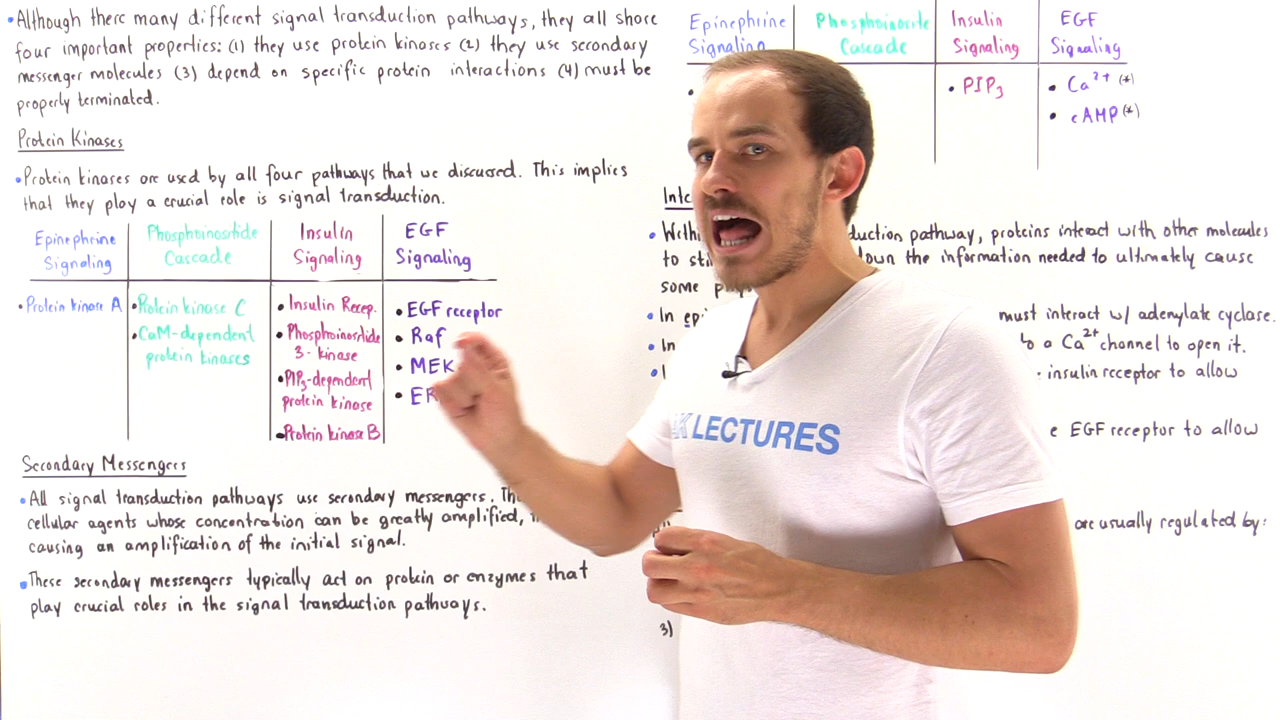 • Although there many different signal transduction pathways, they all share
four important properties: (1) they use protein kinases (2) they use secondary
messenger molecules (3) depend on specific protein interactions (4) must be
properly terminated.
Protein Kinases
• Protein kinases are used by all four pathways that we discussed. This implies
that they play a crucial role is signal transduction.
Epinephrine Signaling
Phosphoinositide Cascade
Insulin Signaling
EGF Signaling
• Protein kinase A
• Protein kinase C
• CaM-dependent
protein kinases
• Insulin Recep.
• Phosphoinositide
3-kinase
• PIP3-dependent
protein kinase
• Protein kinase B
• EGF receptor
• Raf
• MEK
Secondary Messengers
• All signal transduction pathways use secondary messengers.
cellular agents whose concentration can be greatly amplified,
causing an amplification of the initial signal.
• These secondary messengers typically act on protein or enzymes that
play crucial roles in the signal transduction pathways.
Epinephrine Signaling
Phosphoinositide Cascade
Insulin Signaling
EGF Signaling
• PIP3
• Ca2+ (*)
• cAMP (*)
• pathway, proteins interact with other molecules
to down the information needed to ultimately cause
some
• In must interact w/ adenylate cyclase.
• In to a Ca2+ channel to open it.
• insulin receptor to allow
EGF receptor to allow
are usually regulated by:
3)
LECTURES